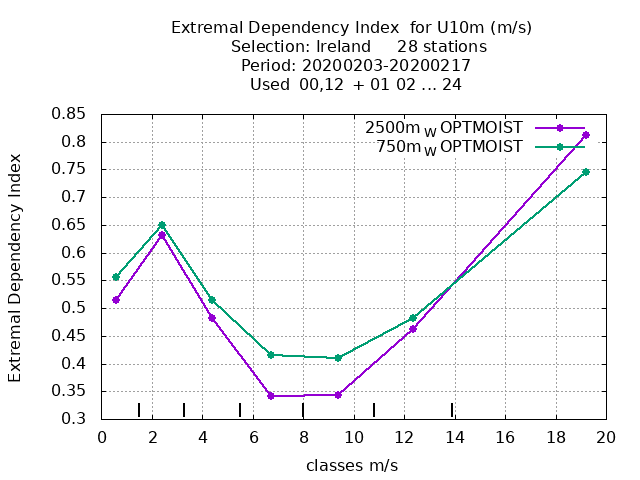 Extremal Dependency Index for U10m (m/s)
Selection: Ireland 28 stations
Period: 20200203-20200217
Used 00,12 + 01 02 ... 24
2500m W OPTMOIST
750m W OPTMOIST
Extremal Dependency Index
0.85
0.8
0.75
0.7
0.65
0.6
0.55
0.5
0.45
0.4
0.35
0.3
0 2 4 6 8 10 12 14 16 18 20
classes m/s